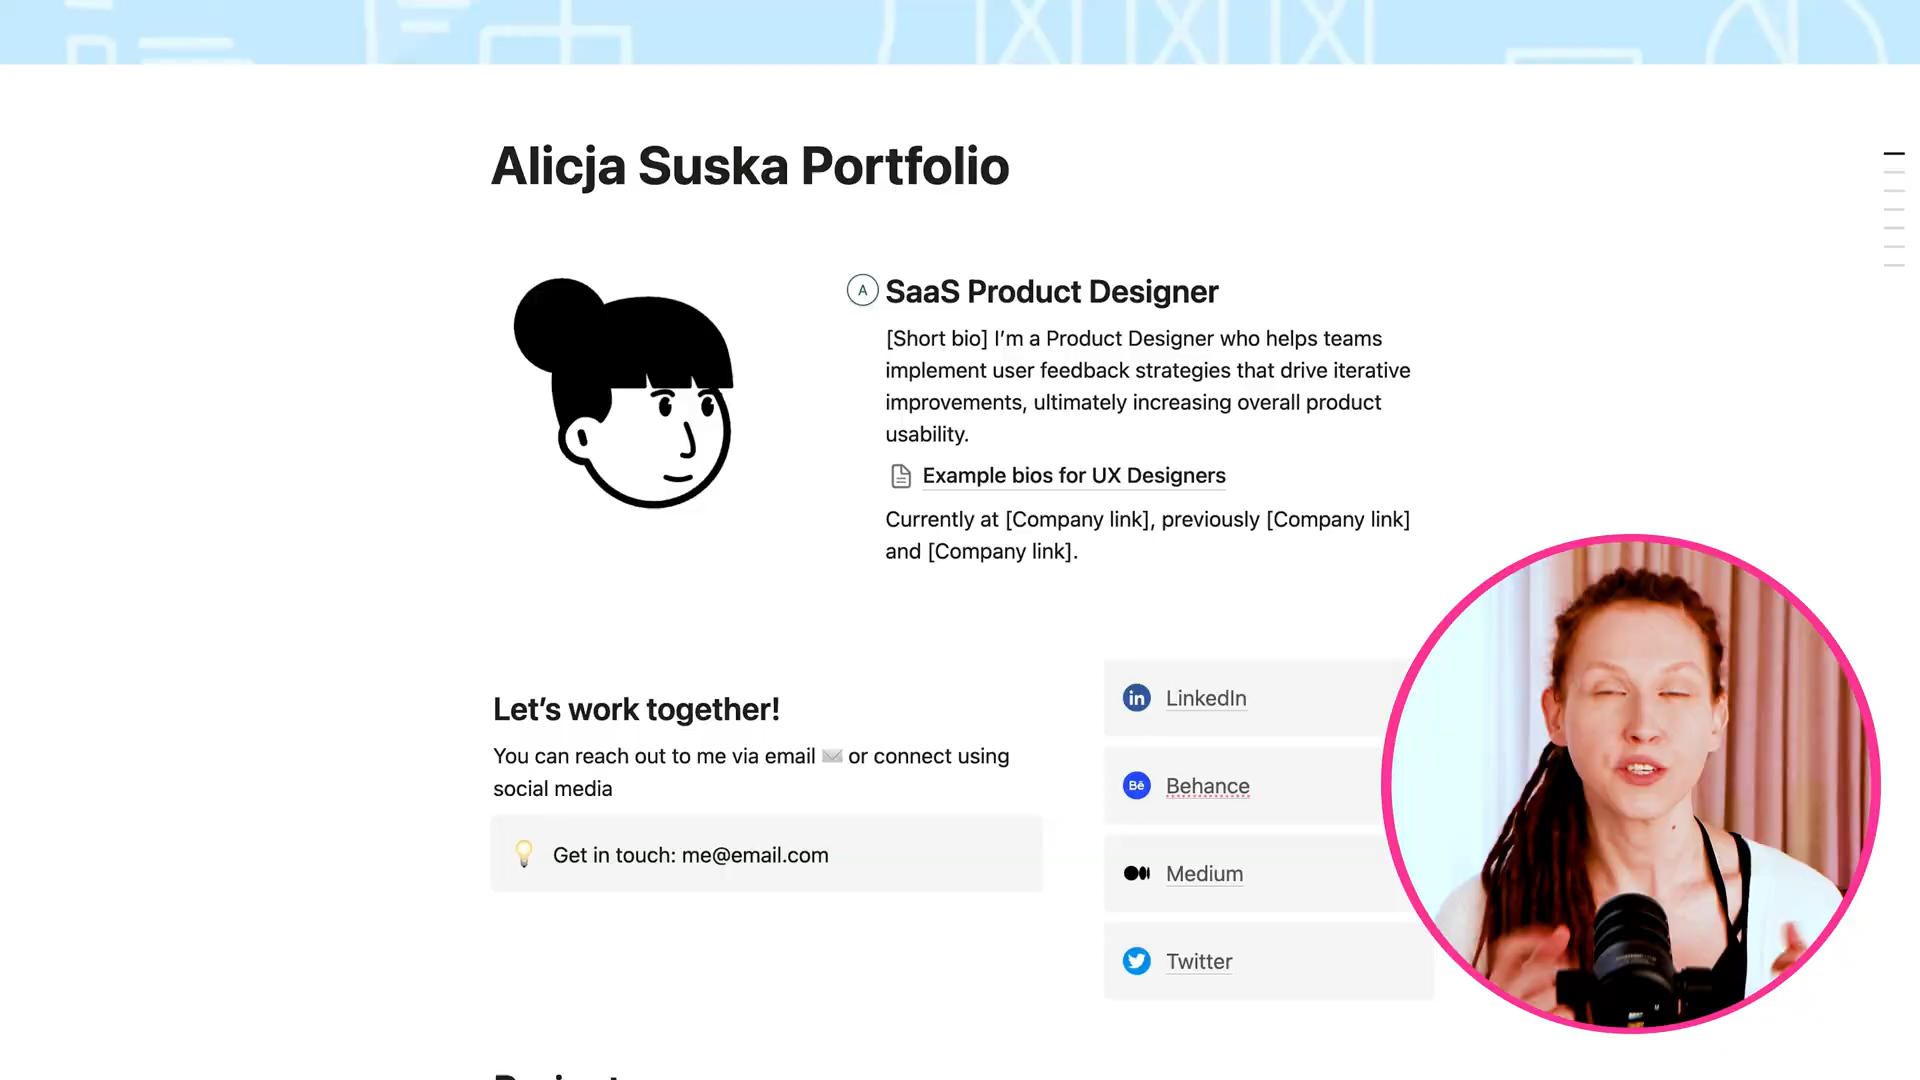 Alicja Suska Portfolio
A
SaaS Product Designer
[Short bio] I’m a Product Designer who helps teams
implement user feedback strategies that drive iterative
improvements, ultimately increasing overall product
usability.
Example bios for UX Designers
Currently at [Company link], previously [Company link]
and [Company link].
Let’s work together!
You can reach out to me via email ✉️ or connect using
social media
Get in touch: me@email.com
in LinkedIn
Bē Behance
Medium
Twitter